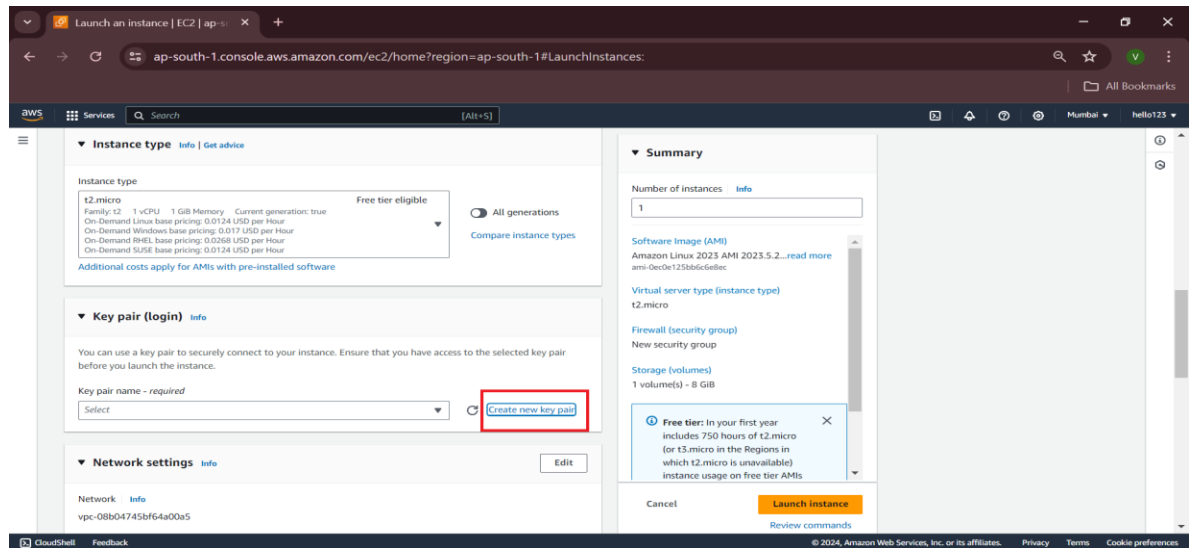 Launch an instance | EC2 | ap-s
ap-south-1.console.aws.amazon.com/ec2/home?region=ap-south-1#LaunchInstances:
V
All Bookmarks
aws
Services
Search
[Alt+S]
Mumbai
hello123
Instance type Info | Get advice
Instance type
t2.micro Free tier eligible
Family: t2 1 vCPU 1 GiB Memory Current generation: true
On-Demand Linux base pricing: 0.0124 USD per Hour
On-Demand Windows base pricing: 0.017 USD per Hour
On-Demand RHEL base pricing: 0.0268 USD per Hour
On-Demand SUSE base pricing: 0.0124 USD per Hour
All generations
Compare instance types
Additional costs apply for AMIs with pre-installed software
Key pair (login) Info
You can use a key pair to securely connect to your instance. Ensure that you have access to the selected key pair
before you launch the instance.
Key pair name - required
Select
Create new key pair
Network settings Info
Edit
Network Info
vpc-08b04745bf64a00a5
Summary
Number of instances Info
1
Software Image (AMI)
Amazon Linux 2023 AMI 2023.5.2...read more
ami-0ec0e125bb6c6e8ec
Virtual server type (instance type)
t2.micro
Firewall (security group)
New security group
Storage (volumes)
1 volume(s) - 8 GiB
Free tier: In your first year
includes 750 hours of t2.micro
(or t3.micro in the Regions in
which t2.micro is unavailable)
instance usage on free tier AMIs
Cancel
Launch instance
Review commands
CloudShell
Feedback
© 2024, Amazon Web Services, Inc. or its affiliates.
Privacy
Terms
Cookie preferences